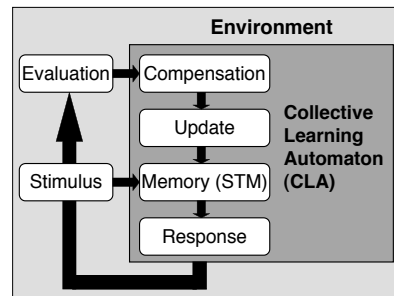 Environment
Evaluation
Compensation
Update
Collective
Learning
Automaton
(CLA)
Stimulus
Memory (STM)
Response